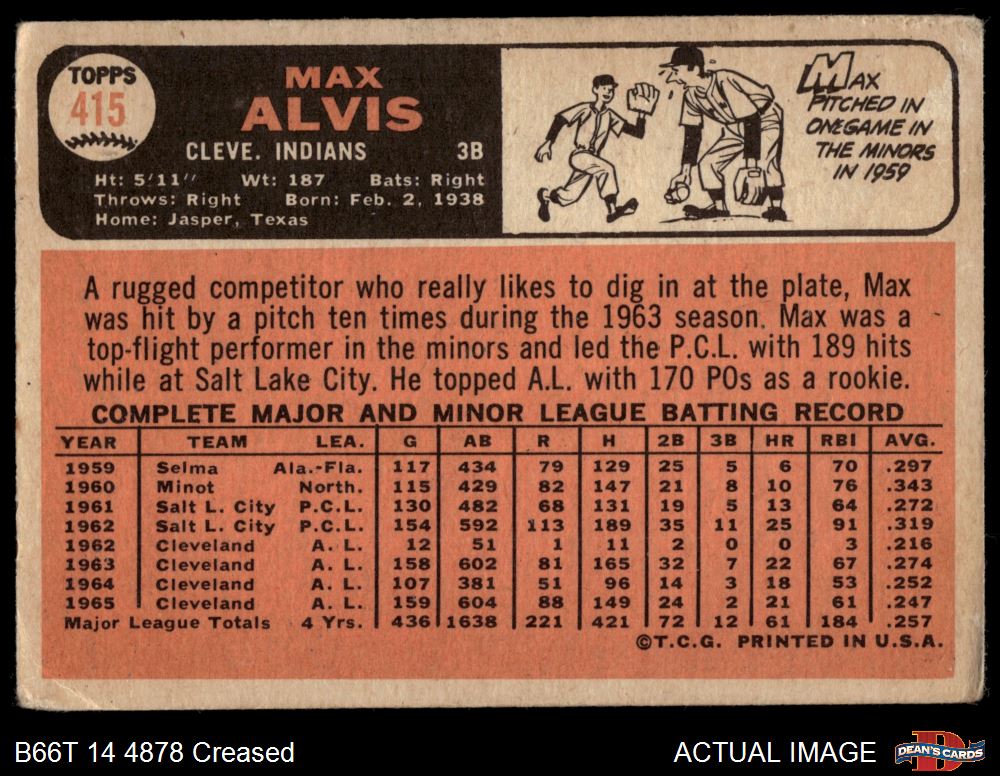 TOPPS
415
MAX
ALVIS
CLEVE. INDIANS 3B
Ht: 5'11" Wt: 187 Bats: Right
Throws: Right Born: Feb. 2, 1938
Home: Jasper, Texas
MAX
PITCHED IN
ONE GAME IN
THE MINORS
IN 1959
A rugged competitor who really likes to dig in at the plate, Max
was hit by a pitch ten times during the 1963 season. Max was a
top-flight performer in the minors and led the P.C.L. with 189 hits
while at Salt Lake City. He topped A.L. with 170 POs as a rookie.
COMPLETE MAJOR AND MINOR LEAGUE BATTING RECORD
YEAR TEAM LEA. G AB R H 2B 3B HR RBI AVG.
1959 Selma Ala.-Fla. 117 434 79 129 25 5 6 70 .297
1960 Minot North. 115 429 82 147 21 8 10 76 .343
1961 Salt L. City P.C.L. 130 482 68 131 19 5 13 64 .272
1962 Salt L. City P.C.L. 154 592 113 189 35 11 25 91 .319
1962 Cleveland A. L. 12 51 1 11 2 0 0 3 .216
1963 Cleveland A. L. 158 602 81 165 32 7 22 67 .274
1964 Cleveland A. L. 107 381 51 96 14 3 18 53 .252
1965 Cleveland A. L. 159 604 88 149 24 2 21 61 .247
Major League Totals 4 Yrs. 436 1638 221 421 72 12 61 184 .257
©T.C.G. PRINTED IN U.S.A.
B66T 14 4878 Creased
ACTUAL IMAGE
DEAN'S CARDS